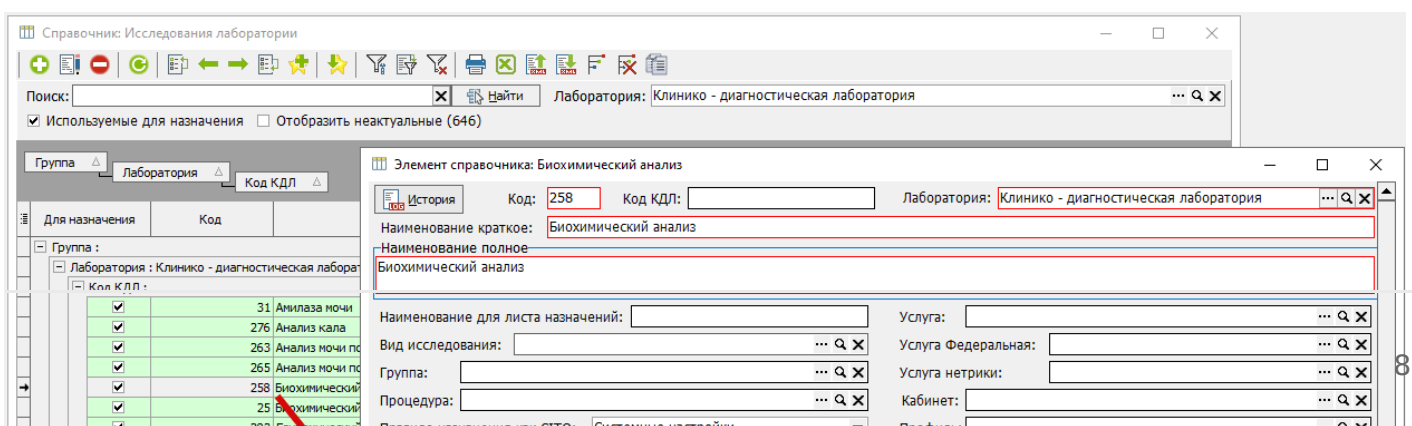 Справочник: Исследования лаборатории
Поиск: Найти Лаборатория: Клинико - диагностическая лаборатория
Используемые для назначения Отобразить неактуальные (646)
Группа
Лаборатория
Код КДЛ
Для назначения Код
Группа :
Лаборатория : Клинико - диагностическая лаборат
Код КДЛ :
31 Амилаза мочи
276 Анализ кала
263 Анализ мочи по
265 Анализ мочи по
258 Биохимический
25 Биохимический
Элемент справочника: Биохимический анализ
LOG История Код: 258 Код КДЛ: Лаборатория: Клинико - диагностическая лаборатория
Наименование краткое: Биохимический анализ
Наименование полное
Биохимический анализ
Наименование для листа назначений: Услуга:
Вид исследования: Услуга Федеральная:
Группа: Услуга нетрики:
Процедура: Кабинет:
Системные настройки
8